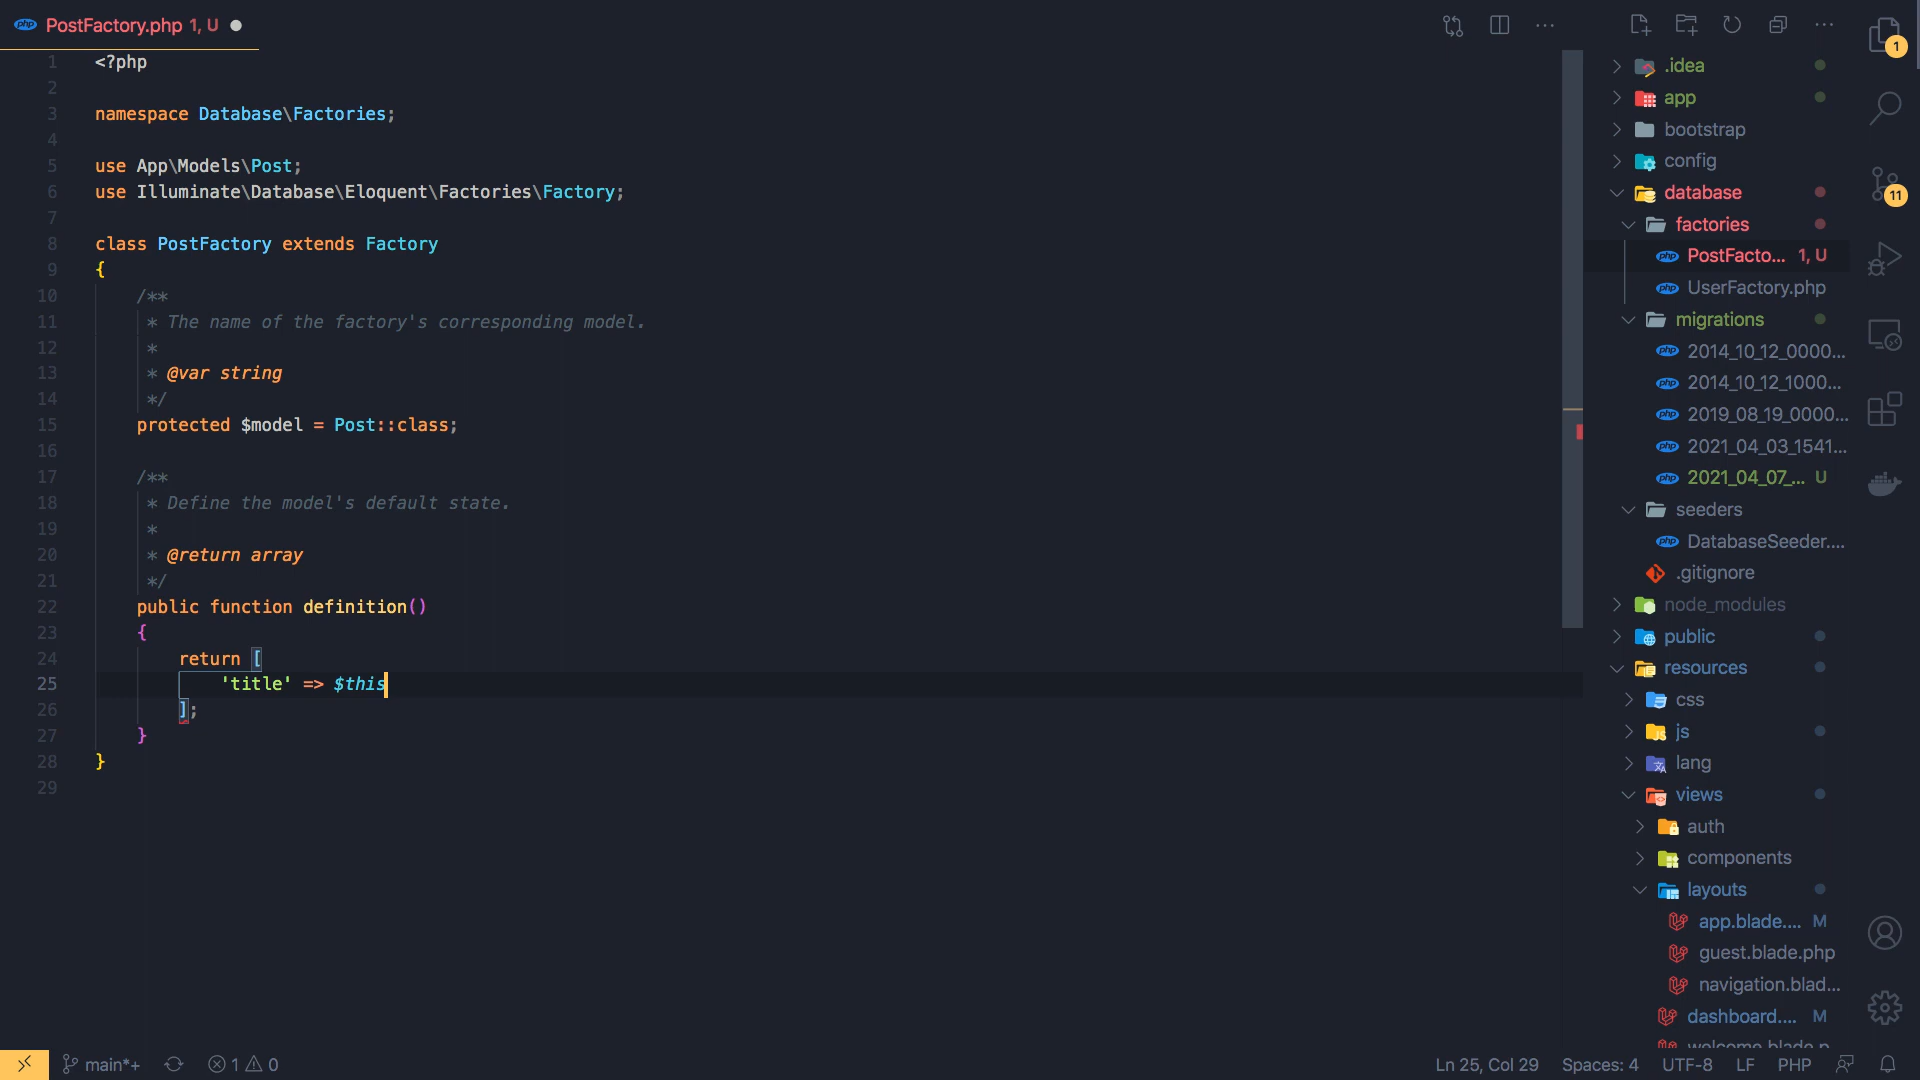 PostFactory.php 1, U
1 <?php
2
3 namespace Database\Factories;
4
5 use App\Models\Post;
6 use Illuminate\Database\Eloquent\Factories\Factory;
7
8 class PostFactory extends Factory
9 {
10 /**
11 * The name of the factory's corresponding model.
12 *
13 * @var string
14 */
15 protected $model = Post::class;
16
17 /**
18 * Define the model's default state.
19 *
20 * @return array
21 */
22 public function definition()
23 {
24 return [
25 'title' => $this
26 ];
27 }
28 }
29
.idea
app
bootstrap
config
database
factories
PostFacto... 1, U
UserFactory.php
migrations
2014_10_12_0000...
2014_10_12_1000...
2019_08_19_0000...
2021_04_03_1541...
2021_04_07_... U
seeders
DatabaseSeeder....
.gitignore
node_modules
public
resources
css
js
lang
views
auth
components
layouts
app.blade.... M
guest.blade.php
navigation.blad...
dashboard.... M
1
11
main*+ 1 0
Ln 25, Col 29 Spaces: 4 UTF-8 LF PHP